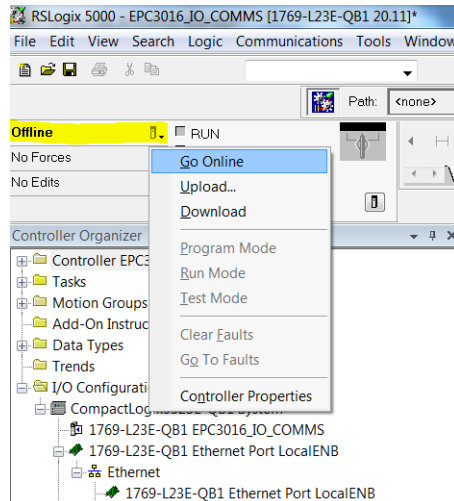 RSLogix 5000 - EPC3016_IO_COMMS [1769-L23E-QB1 20.11]*
File Edit View Search Logic Communications Tools Window
Path: <none>
Offline RUN
No Forces
No Edits
Go Online
Upload...
Download
Program Mode
Run Mode
Test Mode
Clear Faults
Go To Faults
Controller Properties
Controller Organizer
Controller EPC3
Tasks
Motion Groups
Add-On Instruc
Data Types
Trends
I/O Configurati
1769-L23E-QB1 EPC3016_IO_COMMS
1769-L23E-QB1 Ethernet Port LocalENB
Ethernet
1769-L23E-QB1 Ethernet Port LocalENB